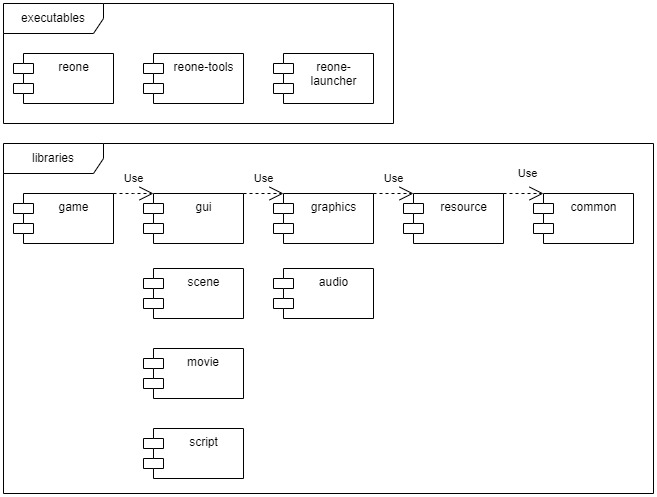 executables
reone
reone-tools
reone-
launcher
libraries
Use
Use
Use
Use
game
gui
graphics
resource
common
scene
audio
movie
script